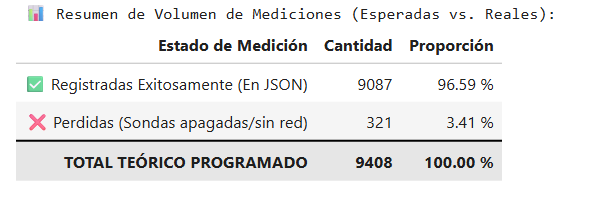 📊 Resumen de Volumen de Mediciones (Esperadas vs. Reales):
Estado de Medición Cantidad Proporción
✅ Registradas Exitosamente (En JSON) 9087 96.59 %
❌ Perdidas (Sondas apagadas/sin red) 321 3.41 %
TOTAL TEÓRICO PROGRAMADO 9408 100.00 %